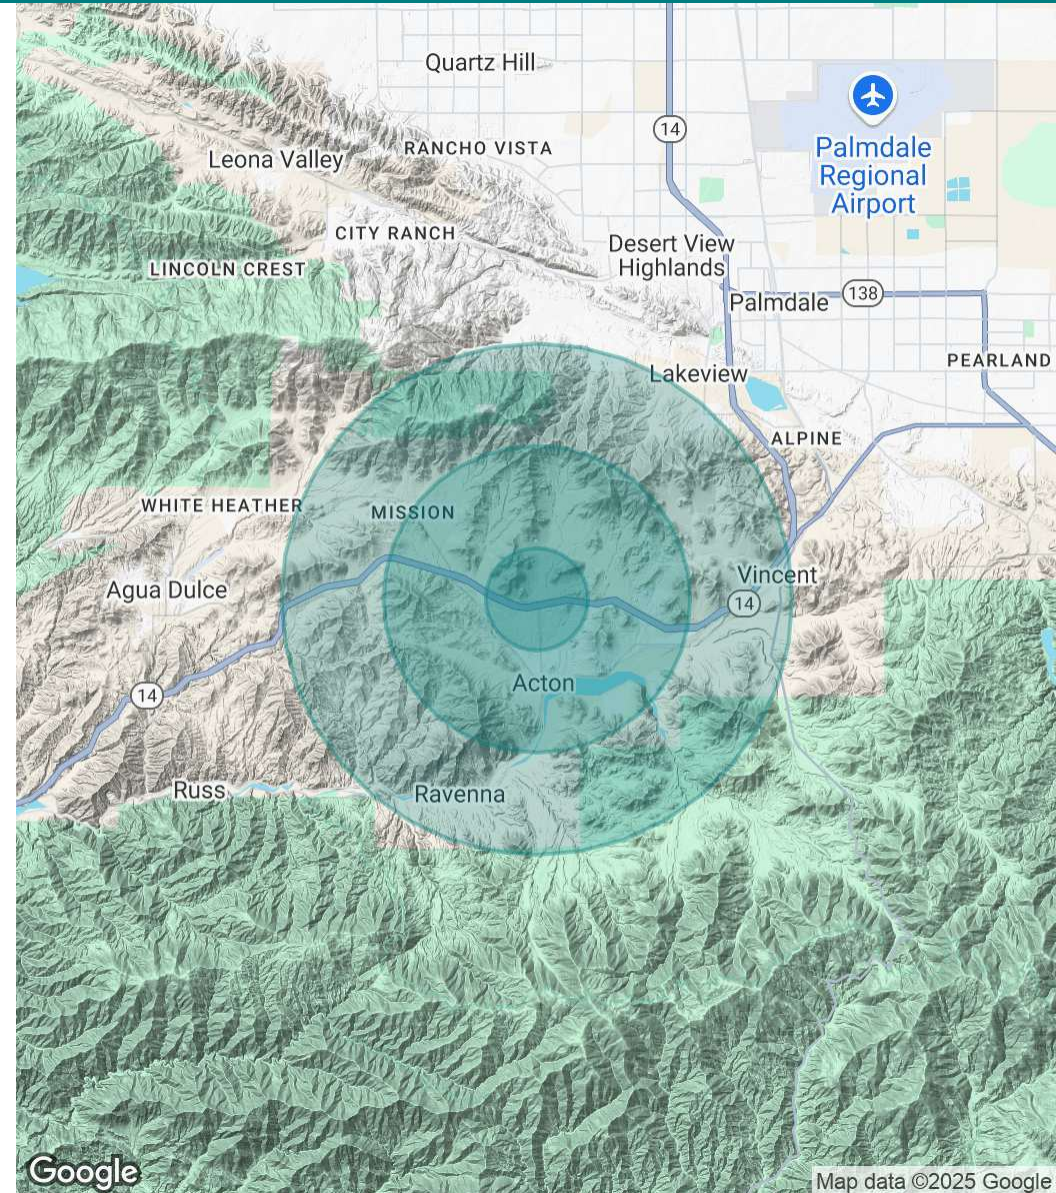 Quartz Hill
14
RANCHO VISTA
Leona Valley
Palmdale
Regional
Airport
CITY RANCH
Desert View
Highlands
LINCOLN CREST
Palmdale
138
PEARLAND
Lakeview
ALPINE
WHITE HEATHER
MISSION
Vincent
Agua Dulce
14
Acton
14
Russ
Ravenna
Google
Map data ©2025 Google